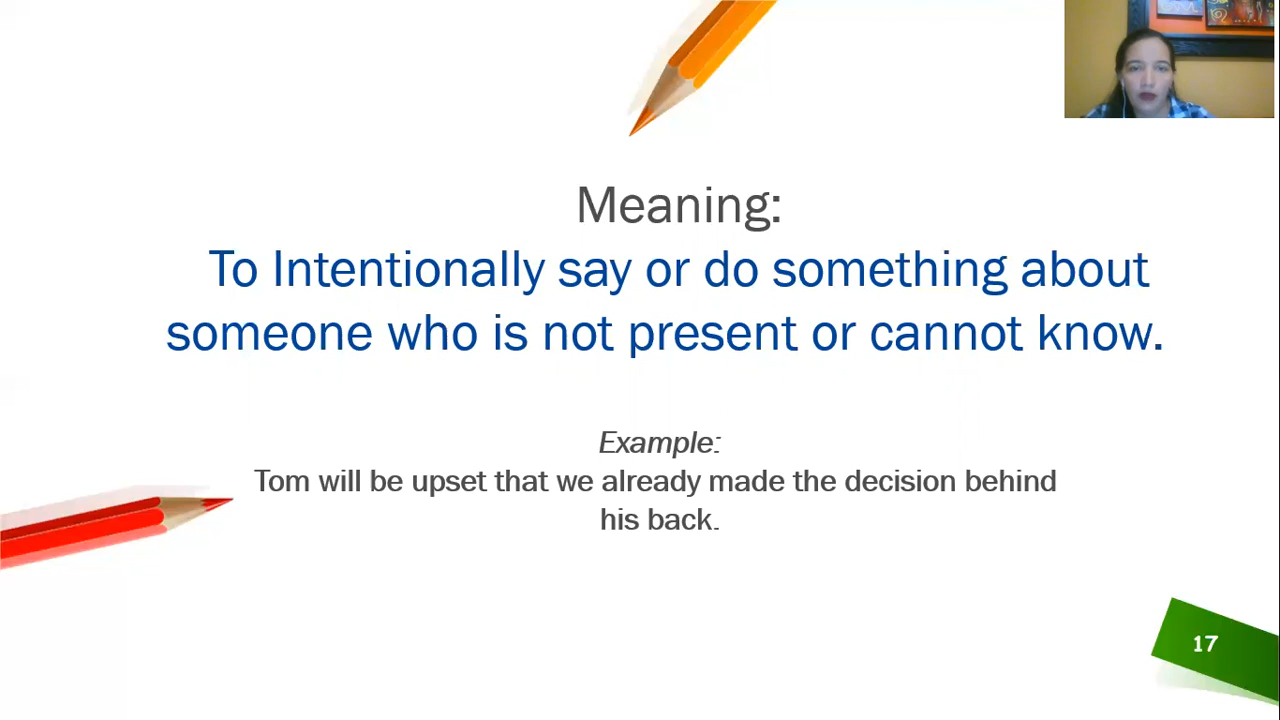 Meaning:
To Intentionally say or do something about
someone who is not present or cannot know.
Example:
Tom will be upset that we already made the decision behind
his back.
17